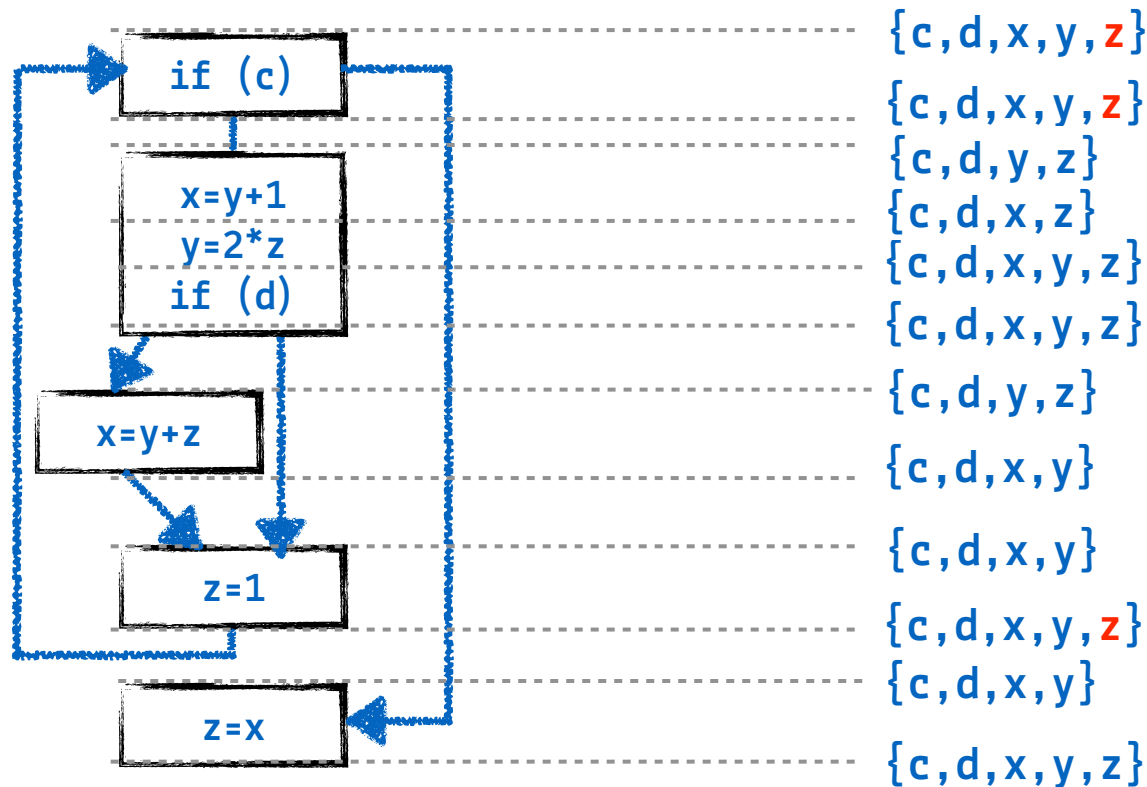 if (c)
{c,d,x,y,z}
{c,d,x,y,z}
{c,d,y,z}
x=y+1
{c,d,x,z}
y=2*z
{c,d,x,y,z}
if (d)
{c,d,x,y,z}
{c,d,y,z}
x=y+z
{c,d,x,y}
{c,d,x,y}
z=1
{c,d,x,y,z}
{c,d,x,y}
z=x
{c,d,x,y,z}